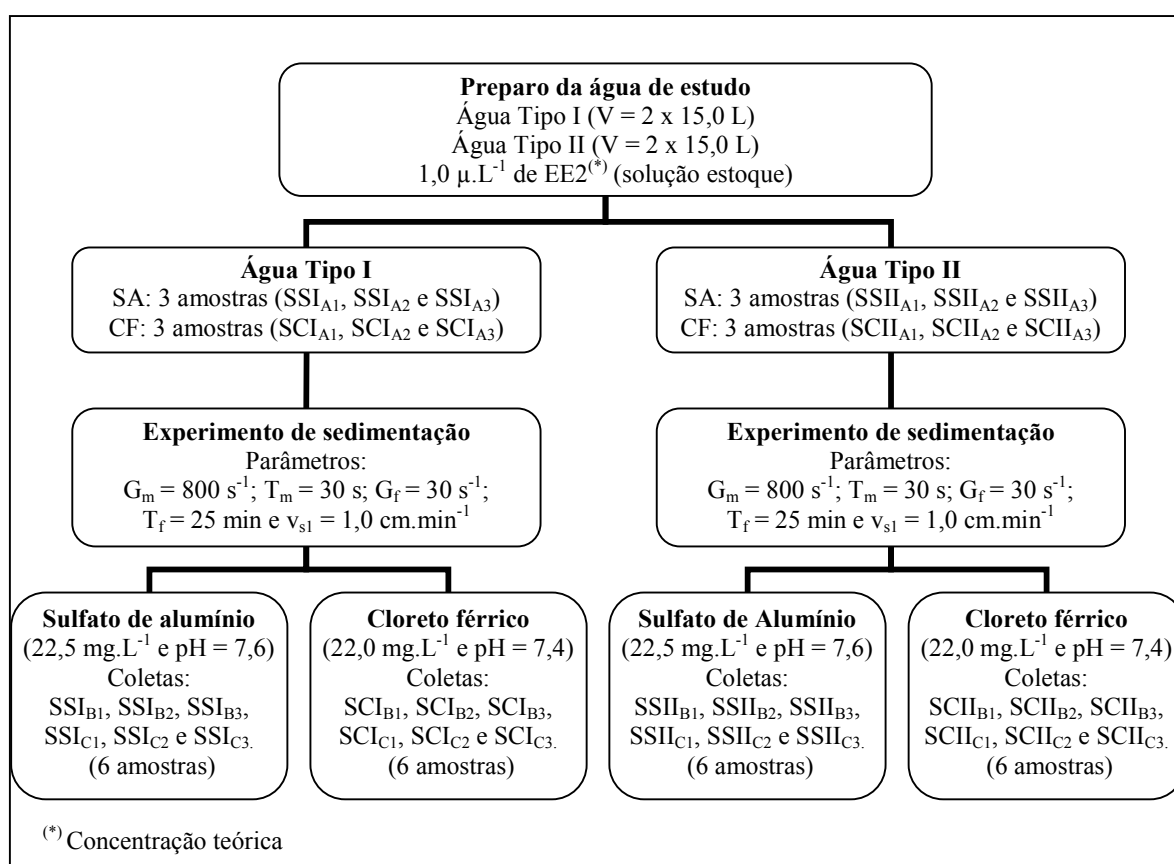 Preparo da água de estudo
Água Tipo I (V = 2 x 15,0 L)
Água Tipo II (V = 2 x 15,0 L)
1,0 µ.L⁻¹ de EE2⁽*⁾ (solução estoque)
Água Tipo I
SA: 3 amostras (SSI_A1, SSI_A2 e SSI_A3)
CF: 3 amostras (SCI_A1, SCI_A2 e SCI_A3)
Água Tipo II
SA: 3 amostras (SSII_A1, SSII_A2 e SSII_A3)
CF: 3 amostras (SCII_A1, SCII_A2 e SCII_A3)
Experimento de sedimentação
Parâmetros:
G_m = 800 s⁻¹; T_m = 30 s; G_f = 30 s⁻¹;
T_f = 25 min e v_s1 = 1,0 cm.min⁻¹
Experimento de sedimentação
Parâmetros:
G_m = 800 s⁻¹; T_m = 30 s; G_f = 30 s⁻¹;
T_f = 25 min e v_s1 = 1,0 cm.min⁻¹
Sulfato de alumínio
(22,5 mg.L⁻¹ e pH = 7,6)
Coletas:
SSI_B1, SSI_B2, SSI_B3,
SSI_C1, SSI_C2 e SSI_C3.
(6 amostras)
Cloreto férrico
(22,0 mg.L⁻¹ e pH = 7,4)
Coletas:
SCI_B1, SCI_B2, SCI_B3,
SCI_C1, SCI_C2 e SCI_C3.
(6 amostras)
Sulfato de Alumínio
(22,5 mg.L⁻¹ e pH = 7,6)
Coletas:
SSII_B1, SSII_B2, SSII_B3,
SSII_C1, SSII_C2 e SSII_C3.
(6 amostras)
Cloreto férrico
(22,0 mg.L⁻¹ e pH = 7,4)
Coletas:
SCII_B1, SCII_B2, SCII_B3,
SCII_C1, SCII_C2 e SCII_C3.
(6 amostras)
⁽*⁾ Concentração teórica